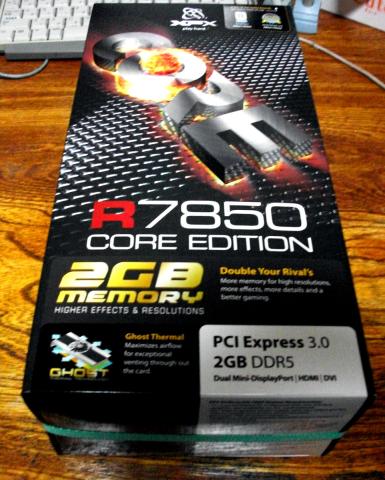 XFX
play hard
CORE
R7850
CORE EDITION
2GB
MEMORY
HIGHER EFFECTS & RESOLUTIONS
Double Your Rival's
More memory for high resolutions,
more effects, more details and a
better gaming.
Ghost Thermal
Maximizes airflow
for exceptional
venting through out
the card.
GHOST
PCI Express 3.0
2GB DDR5
Dual Mini-DisplayPort | HDMI | DVI